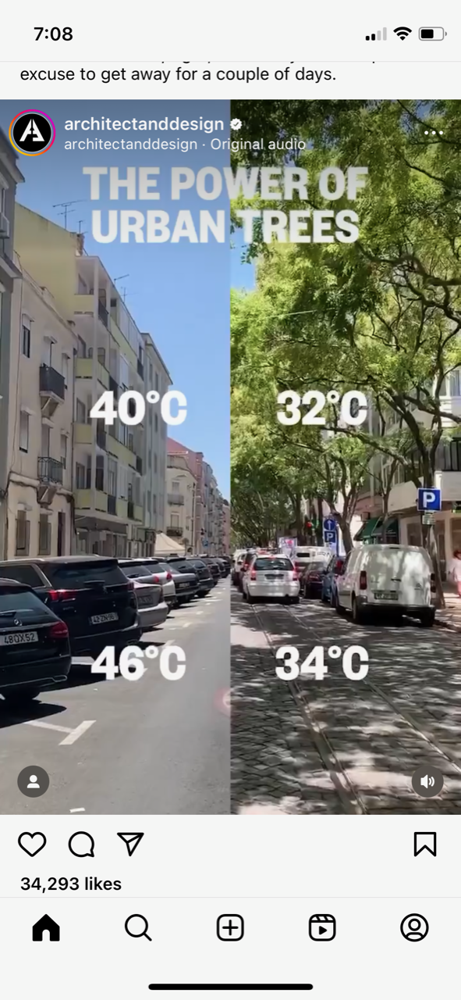 7:08
excuse to get away for a couple of days.
architectanddesign
architectanddesign · Original audio
THE POWER OF
URBAN TREES
40°C 32°C
P
P
46°C 34°C
48QX52
34,293 likes